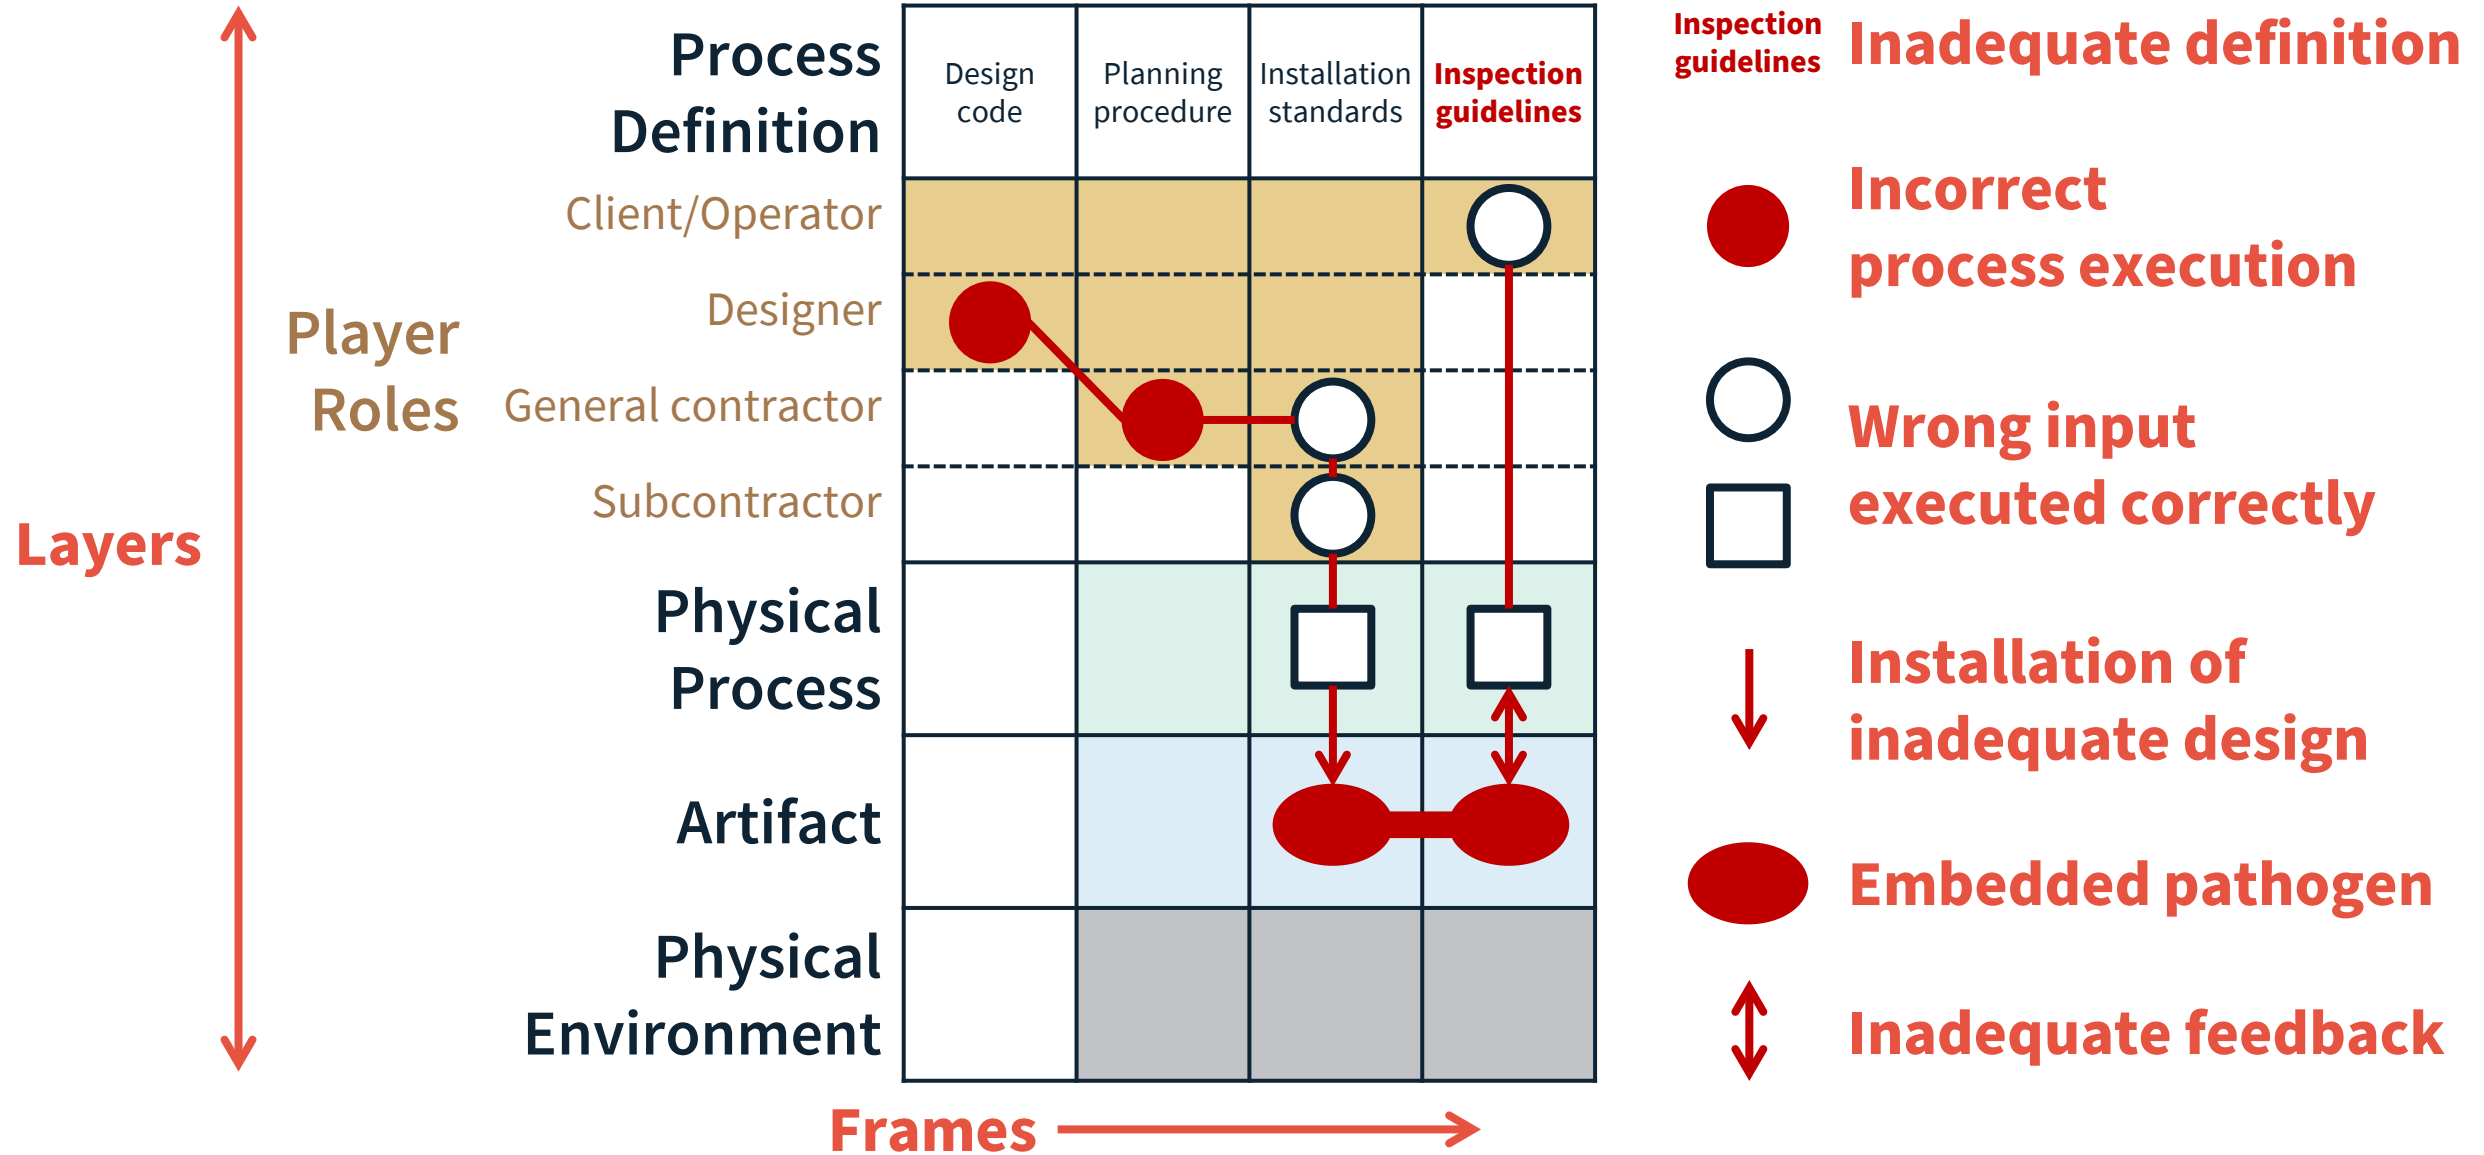 Process
Definition
Design
code
Planning
procedure
Installation
standards
Inspection
guidelines
Client/Operator
Designer
General contractor
Subcontractor
Player
Roles
Layers
Physical
Process
Artifact
Physical
Environment
Frames
Inspection
guidelines
Inadequate definition
Incorrect
process execution
Wrong input
executed correctly
Installation of
inadequate design
Embedded pathogen
Inadequate feedback